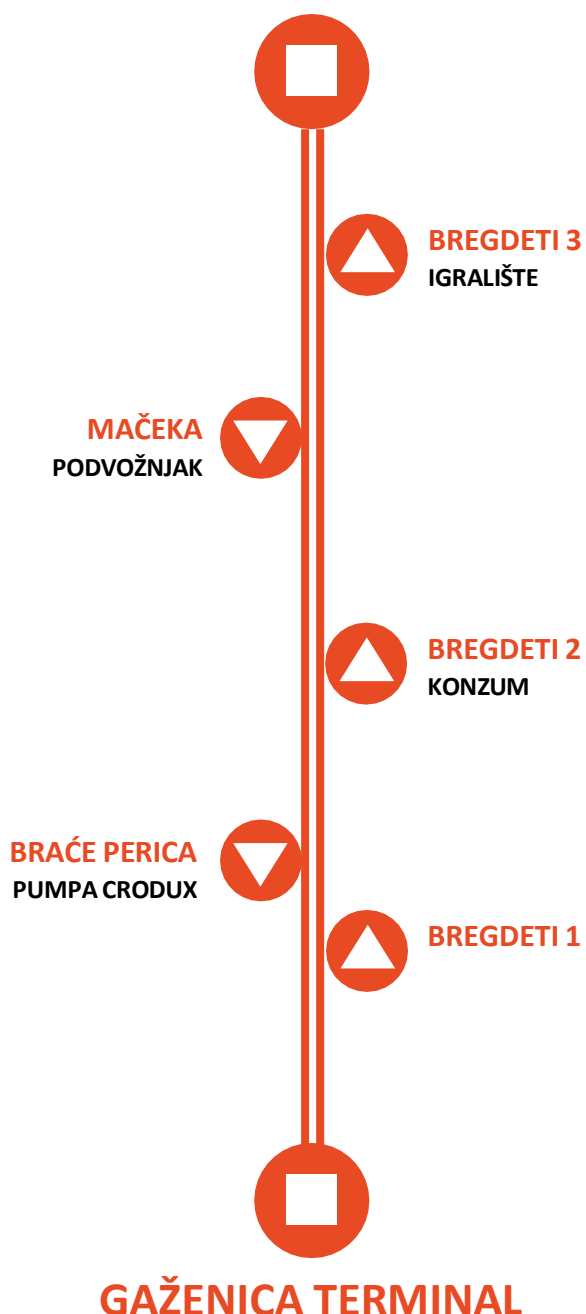 BREGDETI 3
IGRALIŠTE
MAČEKA
PODVOŽNJAK
BREGDETI 2
KONZUM
BRAĆE PERICA
PUMPA CRODUX
BREGDETI 1
GAŽENICA TERMINAL